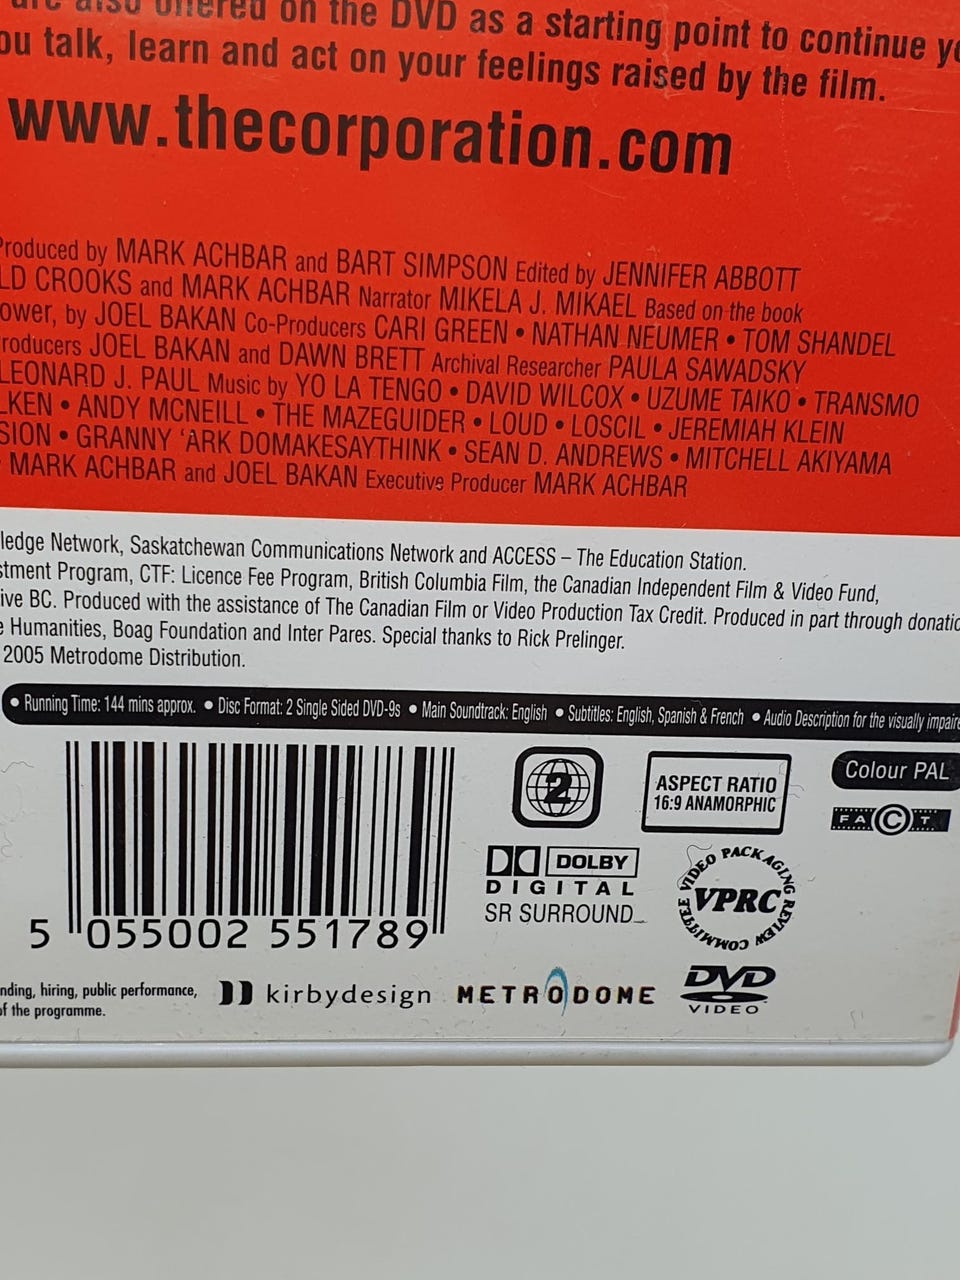 are also offered on the DVD as a starting point to continue
ou talk, learn and act on your feelings raised by the film.
www.thecorporation.com
Produced by MARK ACHBAR and BART SIMPSON Edited by JENNIFER ABBOTT
LD CROOKS and MARK ACHBAR Narrator MIKELA J. MIKAEL Based on the book
ower, by JOEL BAKAN Co-Producers CARI GREEN • NATHAN NEUMER • TOM SHANDEL
roducers JOEL BAKAN and DAWN BRETT Archival Researcher PAULA SAWADSKY
LEONARD J. PAUL Music by YO LA TENGO • DAVID WILCOX • UZUME TAIKO • TRANSMO
LKEN • ANDY MCNEILL • THE MAZEGUIDER • LOUD • LOSCIL • JEREMIAH KLEIN
SION • GRANNY 'ARK DOMAKESAYTHINK • SEAN D. ANDREWS • MITCHELL AKIYAMA
MARK ACHBAR and JOEL BAKAN Executive Producer MARK ACHBAR
ledge Network, Saskatchewan Communications Network and ACCESS – The Education Station.
stment Program, CTF: Licence Fee Program, British Columbia Film, the Canadian Independent Film & Video Fund,
ive BC. Produced with the assistance of The Canadian Film or Video Production Tax Credit. Produced in part through donatio
e Humanities, Boag Foundation and Inter Pares. Special thanks to Rick Prelinger.
2005 Metrodome Distribution.
• Running Time: 144 mins approx. • Disc Format: 2 Single Sided DVD-9s • Main Soundtrack: English • Subtitles: English, Spanish & French • Audio Description for the visually impaire
2
ASPECT RATIO
16:9 ANAMORPHIC
Colour PAL
FACT
DOLBY
DIGITAL
SR SURROUND
VIDEO PACKAGING REVIEW COMMITTEE
VPRC
5 055002 551789
nding, hiring, public performance,
of the programme.
kirbydesign
METRODOME
DVD
VIDEO